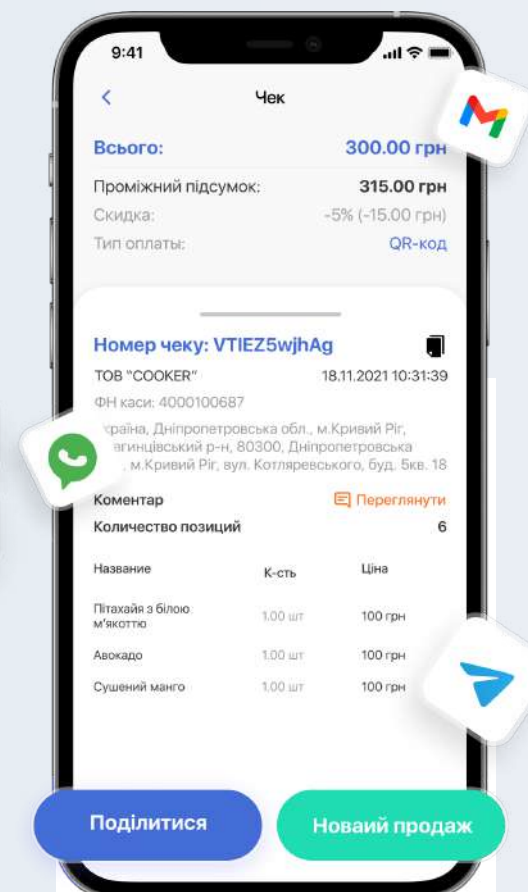 9:41
Чек
Всього: 300.00 грн
Проміжний підсумок: 315.00 грн
Скидка: -5% (-15.00 грн)
Тип оплаты: QR-код
Номер чеку: VTIEZ5wjhAg
ТОВ "COOKER" 18.11.2021 10:31:39
ФН каси: 4000100687
країна, Дніпропетровська обл., м.Кривий Ріг,
агинцівський р-н, 80300, Дніпропетровська
м.Кривий Ріг, вул. Котляревського, буд. 5кв. 18
Коментар Переглянути
Количество позиций 6
Название К-сть Ціна
Пітахайя з білою
м'якоттю 1.00 шт 100 грн
Авокадо 1.00 шт 100 грн
Сушений манго 1.00 шт 100 грн
Поділитися Новаий продаж